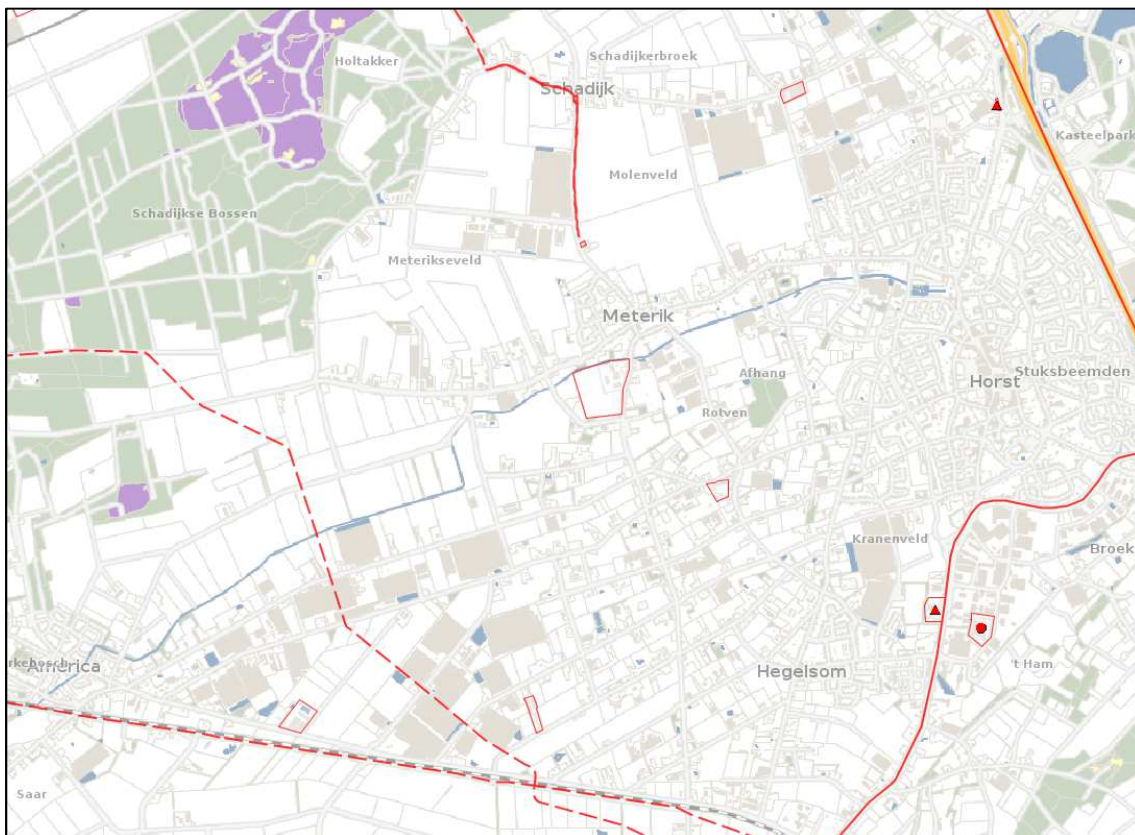 Schadijkerbroek
Holtakker
Schadijk
Kasteelpark
Molenveld
Schadijkse Bossen
Meterikseveld
Meterik
Afhang
Stuksbeemden
Horst
Rotven
Kranenveld
Broek
America
Hegelsom
't Ham
Saar